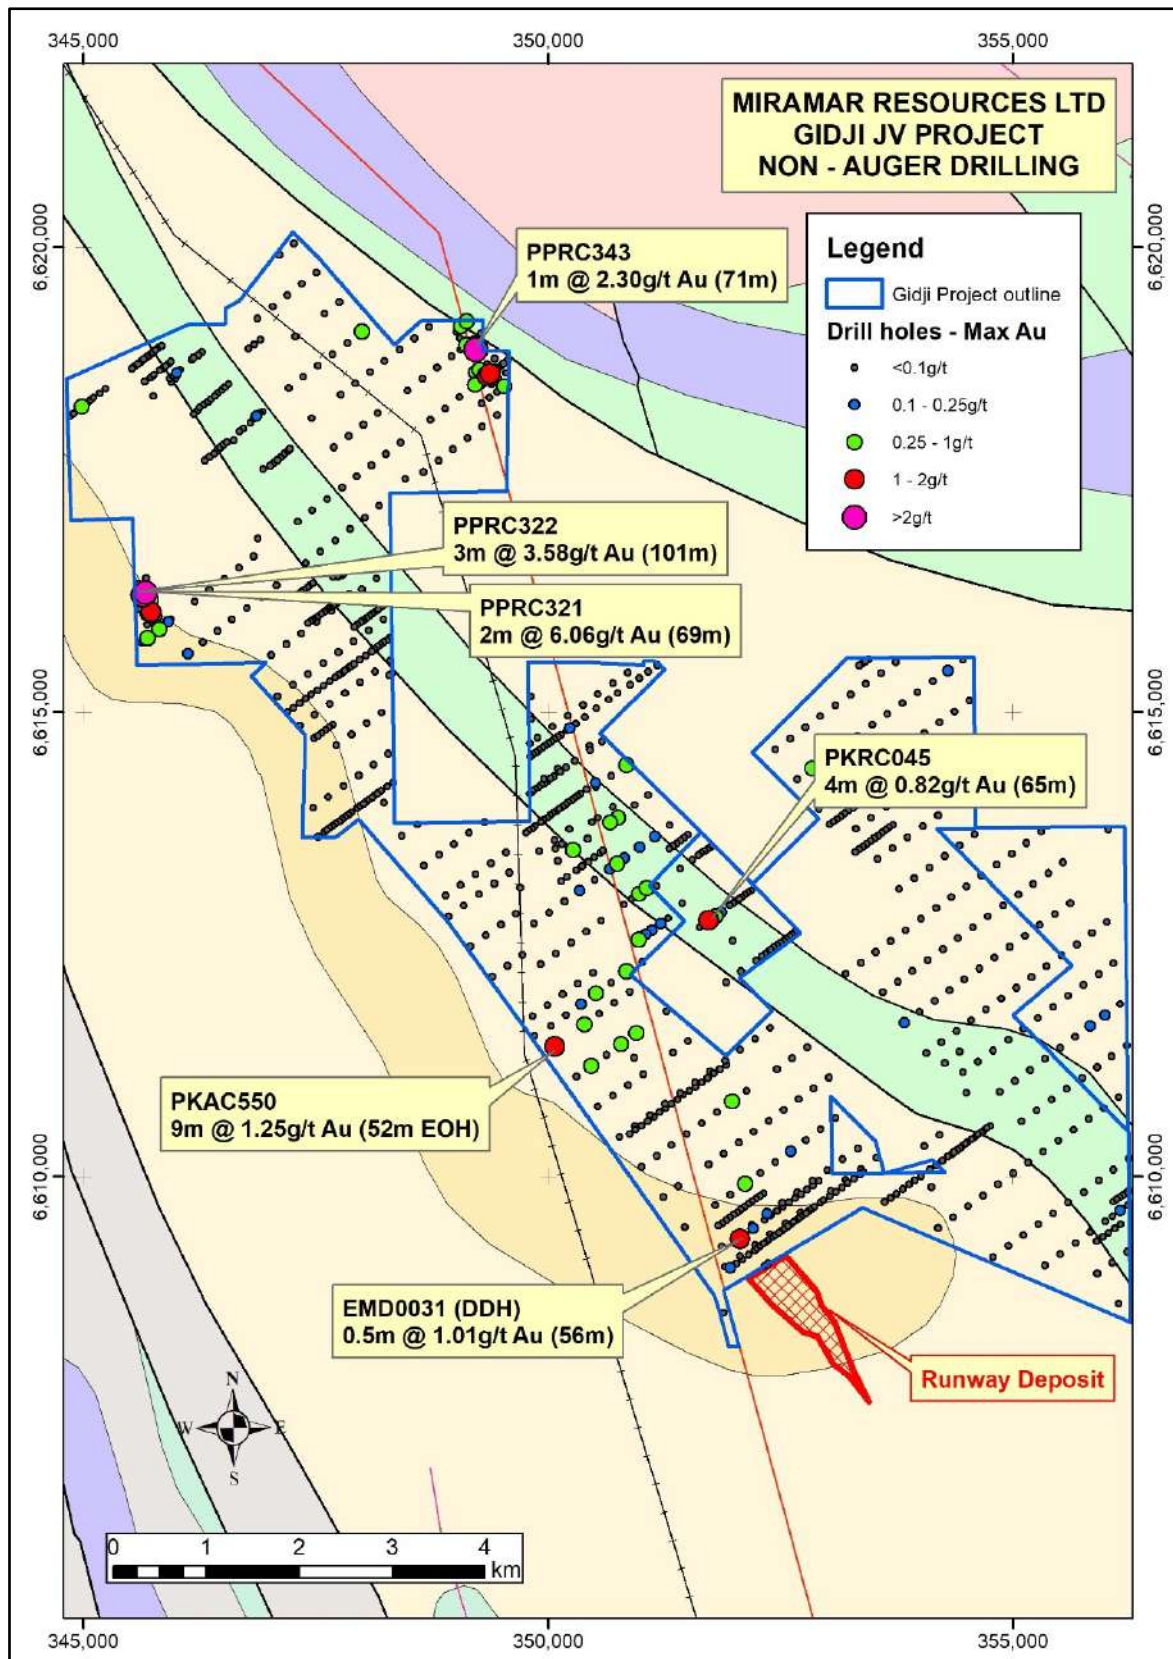 345,000
350,000
355,000
MIRAMAR RESOURCES LTD
GIDJI JV PROJECT
NON - AUGER DRILLING
6,620,000
6,620,000
Legend
Gidji Project outline
Drill holes - Max Au
<0.1g/t
0.1 - 0.25g/t
0.25 - 1g/t
1 - 2g/t
>2g/t
PPRC343
1m @ 2.30g/t Au (71m)
PPRC322
3m @ 3.58g/t Au (101m)
PPRC321
2m @ 6.06g/t Au (69m)
6,615,000
6,615,000
PKRC045
4m @ 0.82g/t Au (65m)
PKAC550
9m @ 1.25g/t Au (52m EOH)
6,610,000
6,610,000
EMD0031 (DDH)
0.5m @ 1.01g/t Au (56m)
Runway Deposit
N
W E
S
0 1 2 3 4
km
345,000
350,000
355,000